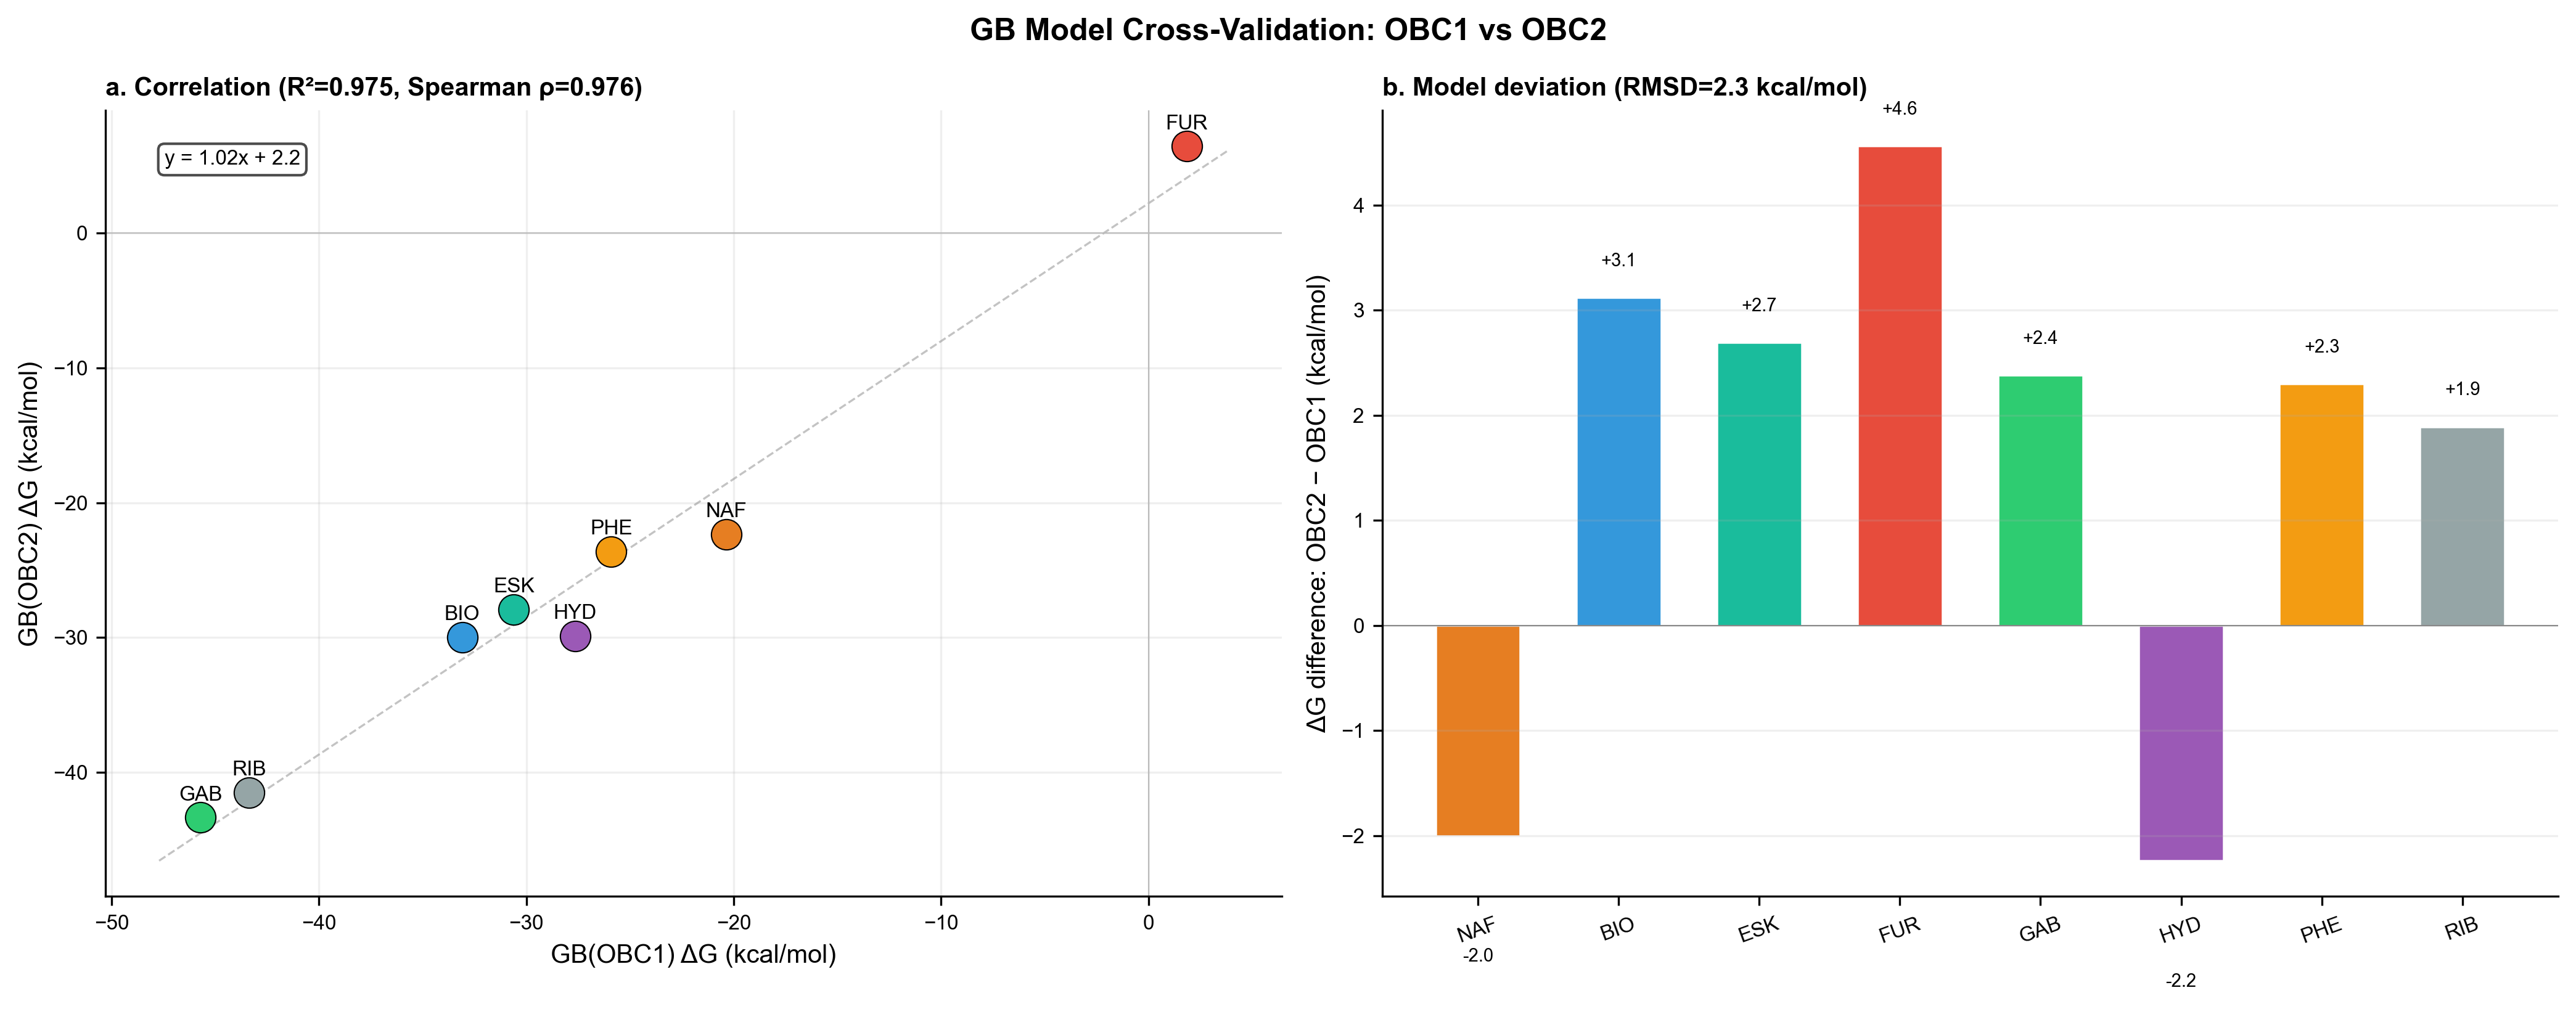 GB Model Cross-Validation: OBC1 vs OBC2
a. Correlation (R²=0.975, Spearman ρ=0.976)
y = 1.02x + 2.2
FUR
NAF
PHE
ESK
BIO
HYD
RIB
GAB
0
−10
−20
−30
−40
GB(OBC2) ΔG (kcal/mol)
−50
−40
−30
−20
−10
0
GB(OBC1) ΔG (kcal/mol)
b. Model deviation (RMSD=2.3 kcal/mol)
+4.6
+3.1
+2.7
+2.4
+2.3
+1.9
4
3
2
1
0
−1
−2
ΔG difference: OBC2 − OBC1 (kcal/mol)
NAF
BIO
ESK
FUR
GAB
HYD
PHE
RIB
-2.0
-2.2